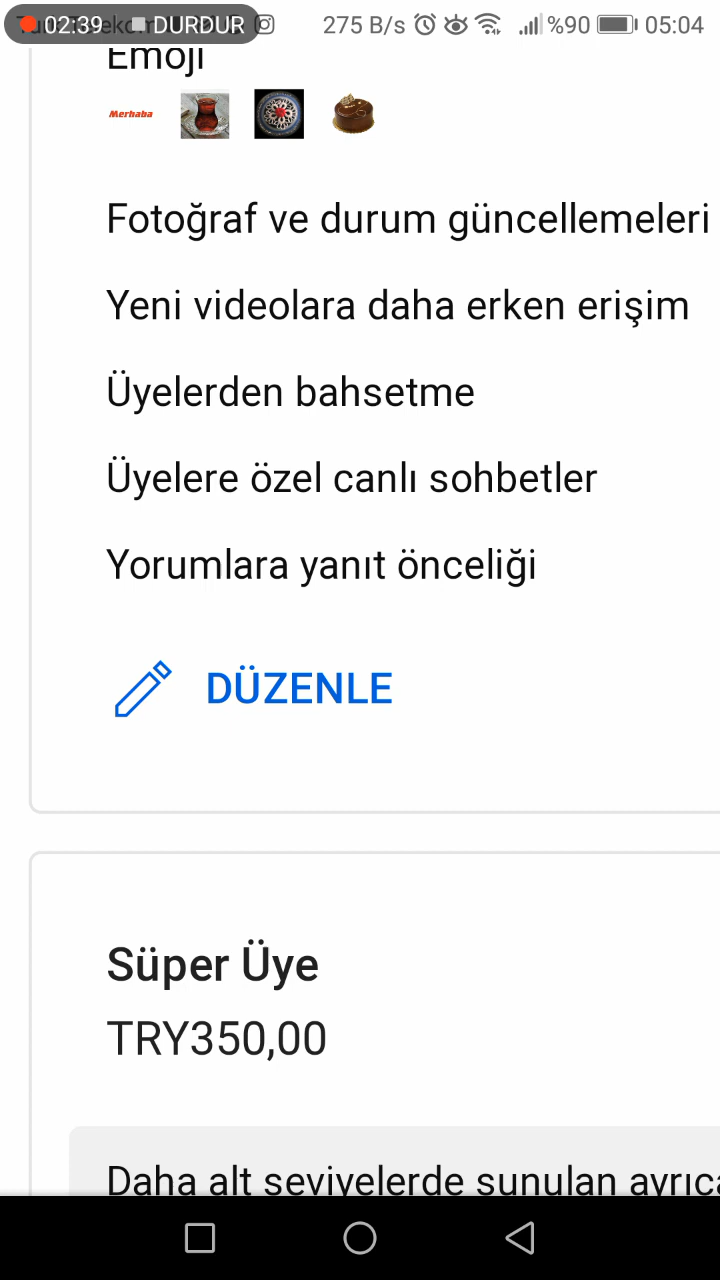 02:39 DURDUR 275 B/s %90 05:04
Emoji
Merhaba
Fotoğraf ve durum güncellemeleri
Yeni videolara daha erken erişim
Üyelerden bahsetme
Üyelere özel canlı sohbetler
Yorumlara yanıt önceliği
DÜZENLE
Süper Üye
TRY350,00
Daha alt seviyelerde sunulan ayrıca